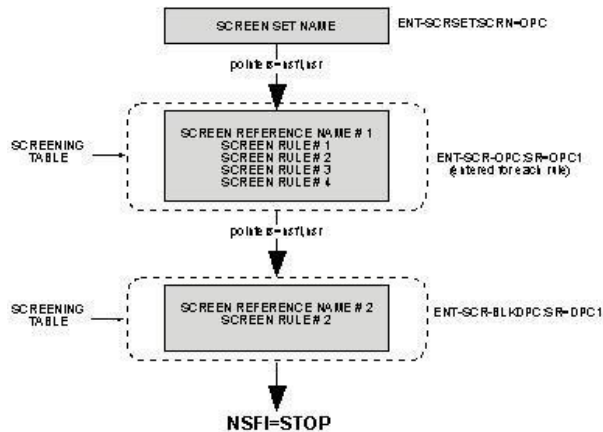 SCREEN SET NAME
ENT-SCRSET:SCRN=OPC
pointers=nsfi,nsr
SCREENING
TABLE
SCREEN REFERENCE NAME # 1
SCREEN RULE # 1
SCREEN RULE # 2
SCREEN RULE # 3
SCREEN RULE # 4
ENT-SCR-OPC:SR=OPC1
(entered for each rule)
pointers=nsfi,nsr
SCREENING
TABLE
SCREEN REFERENCE NAME # 2
SCREEN RULE # 2
ENT-SCR-BLKDPC:SR=DPC1
NSFI=STOP